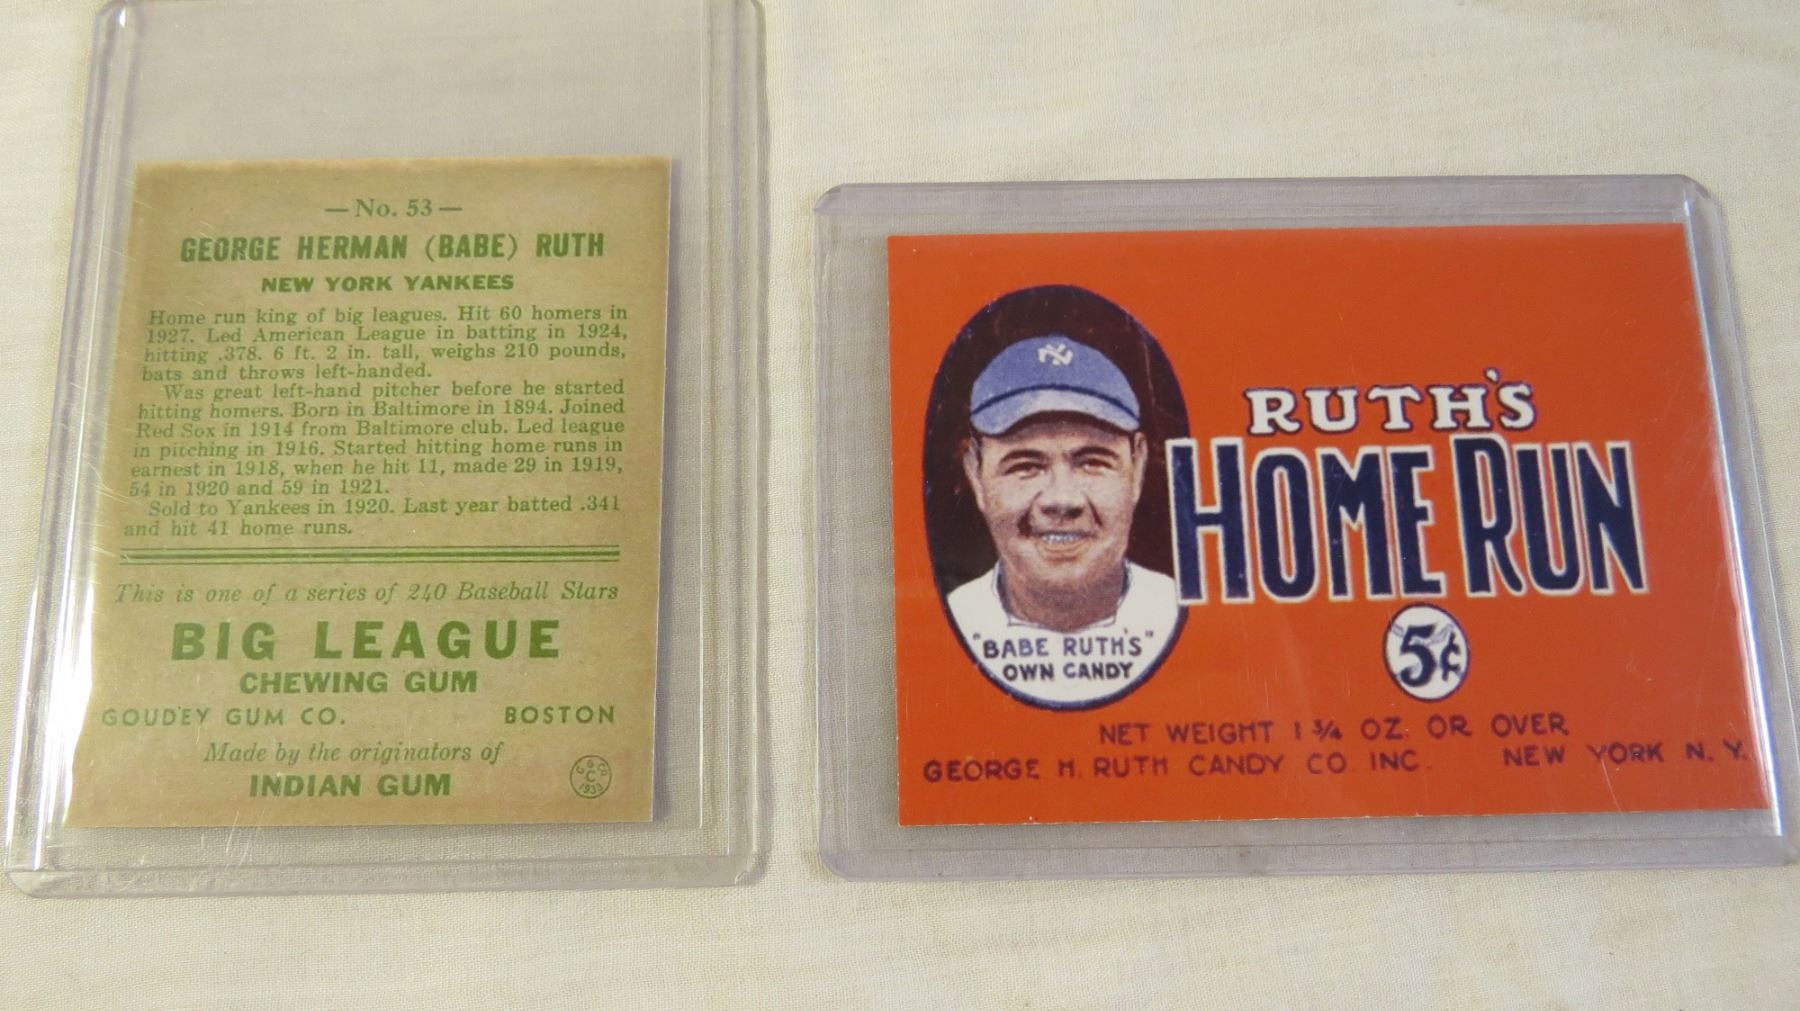 — No. 53 —
GEORGE HERMAN (BABE) RUTH
NEW YORK YANKEES
Home run king of big leagues. Hit 60 homers in
1927. Led American League in batting in 1924,
hitting .378. 6 ft. 2 in. tall, weighs 210 pounds,
bats and throws left-handed.
Was great left-hand pitcher before he started
hitting homers. Born in Baltimore in 1894. Joined
Red Sox in 1914 from Baltimore club. Led league
in pitching in 1916. Started hitting home runs in
earnest in 1918, when he hit 11, made 29 in 1919,
54 in 1920 and 59 in 1921.
Sold to Yankees in 1920. Last year batted .341
and hit 41 home runs.
This is one of a series of 240 Baseball Stars
BIG LEAGUE
CHEWING GUM
GOUDEY GUM CO. BOSTON
Made by the originators of
INDIAN GUM
C G G CO
C
1933
NY
RUTH'S
HOME RUN
5¢
"BABE RUTH'S"
OWN CANDY
NET WEIGHT 1 3/4 OZ. OR OVER
GEORGE H. RUTH CANDY CO. INC. NEW YORK N. Y.